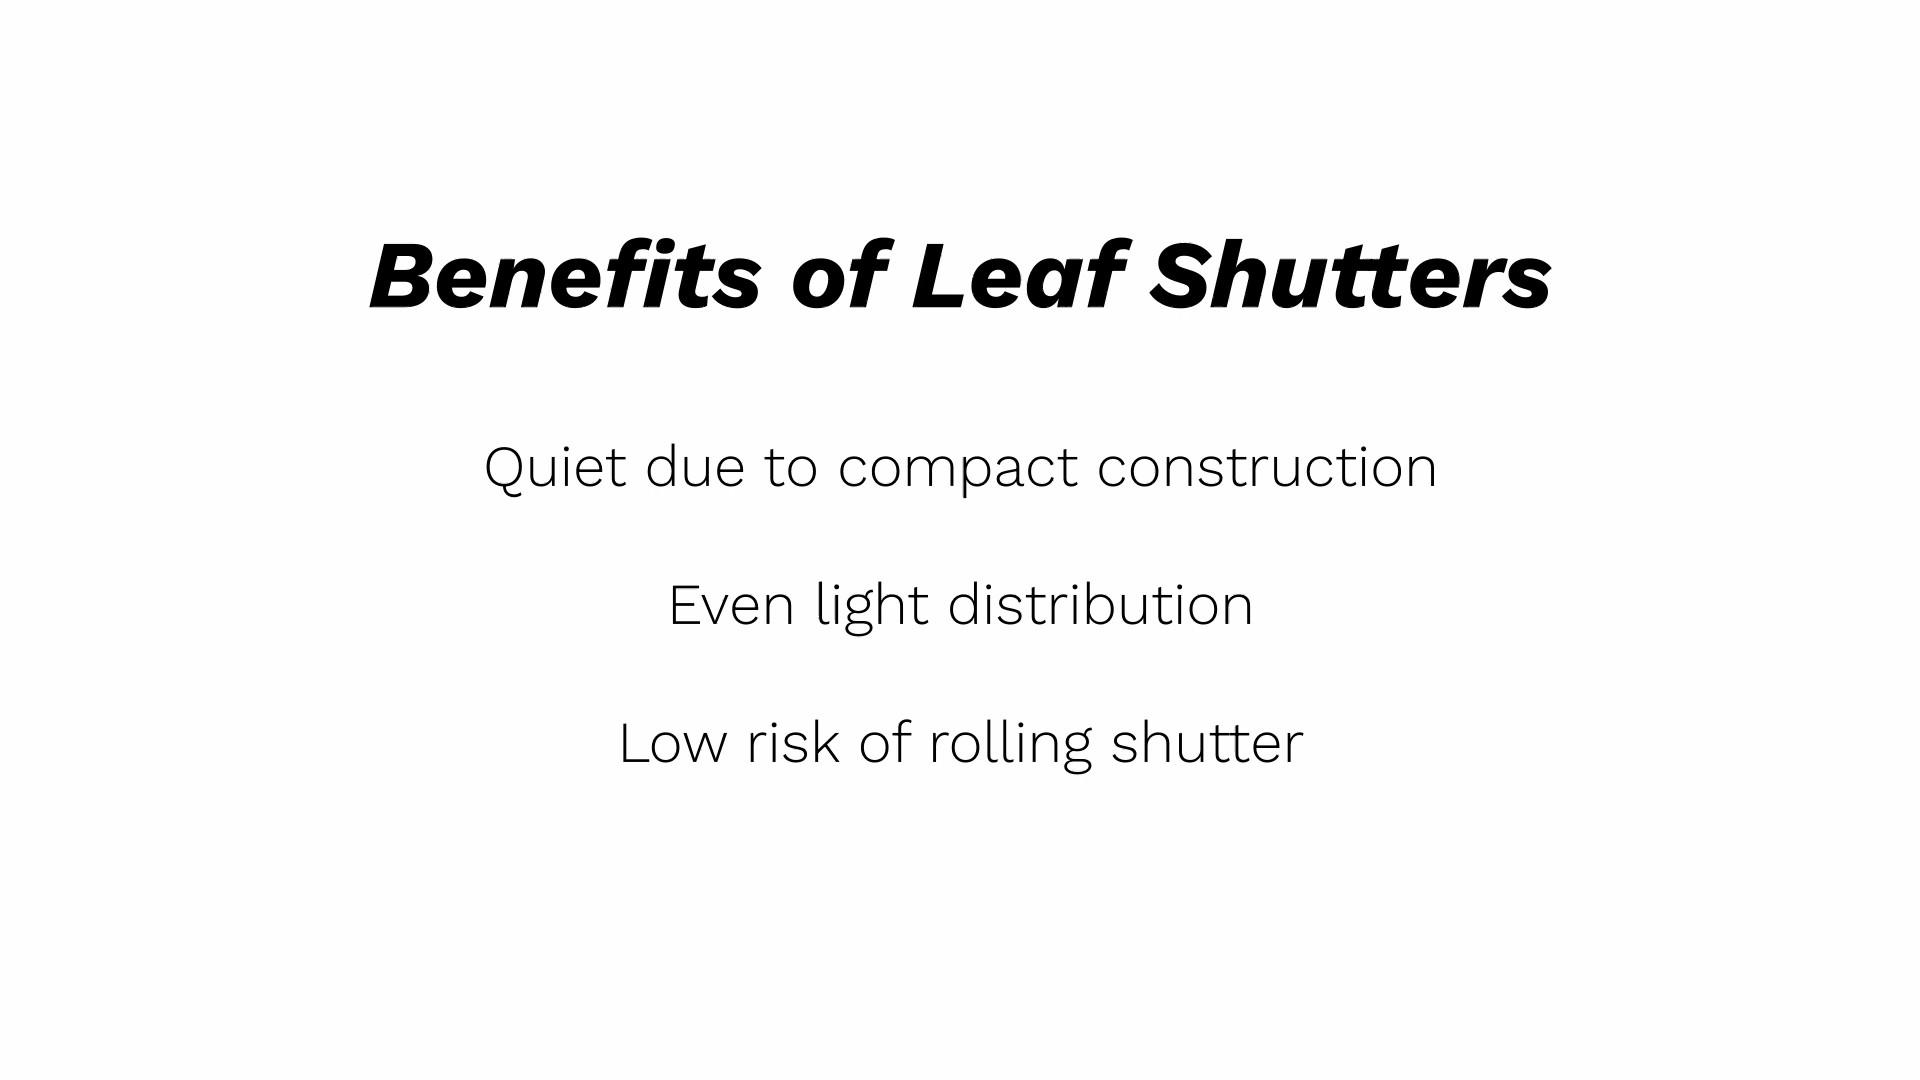 Benefits of Leaf Shutters
Quiet due to compact construction
Even light distribution
Low risk of rolling shutter